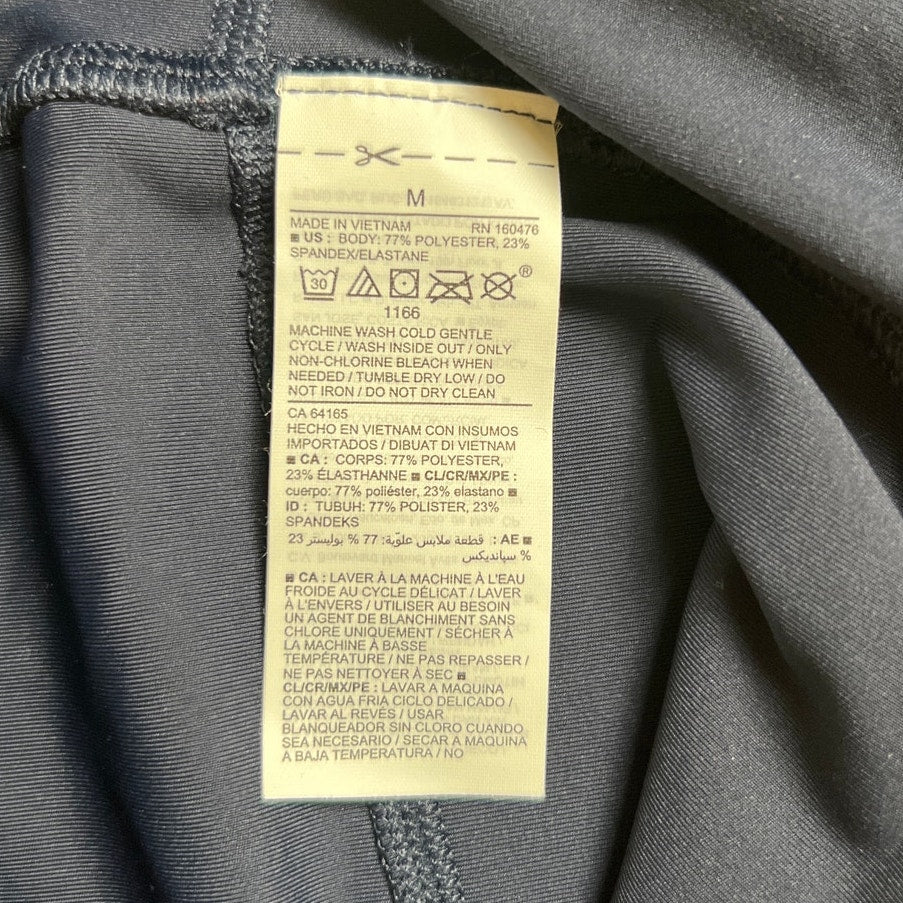 M
MADE IN VIETNAM RN 160476
US : BODY: 77% POLYESTER, 23%
SPANDEX/ELASTANE
30 ®
1166
MACHINE WASH COLD GENTLE
CYCLE / WASH INSIDE OUT / ONLY
NON-CHLORINE BLEACH WHEN
NEEDED / TUMBLE DRY LOW / DO
NOT IRON / DO NOT DRY CLEAN
CA 64165
HECHO EN VIETNAM CON INSUMOS
IMPORTADOS / DIBUAT DI VIETNAM
CA : CORPS: 77% POLYESTER,
23% ÉLASTHANNE CL/CR/MX/PE :
cuerpo: 77% poliéster, 23% elastano
ID : TUBUH: 77% POLISTER, 23%
SPANDEKS
AE : قطعة ملابس علويّة: 77 % بوليستر 23
% سپانديكس
CA : LAVER À LA MACHINE À L'EAU
FROIDE AU CYCLE DÉLICAT / LAVER
À L'ENVERS / UTILISER AU BESOIN
UN AGENT DE BLANCHIMENT SANS
CHLORE UNIQUEMENT / SÉCHER À
LA MACHINE À BASSE
TEMPÉRATURE / NE PAS REPASSER /
NE PAS NETTOYER À SEC
CL/CR/MX/PE : LAVAR A MAQUINA
CON AGUA FRIA CICLO DELICADO /
LAVAR AL REVÉS / USAR
BLANQUEADOR SIN CLORO CUANDO
SEA NECESARIO / SECAR A MAQUINA
A BAJA TEMPERATURA / NO